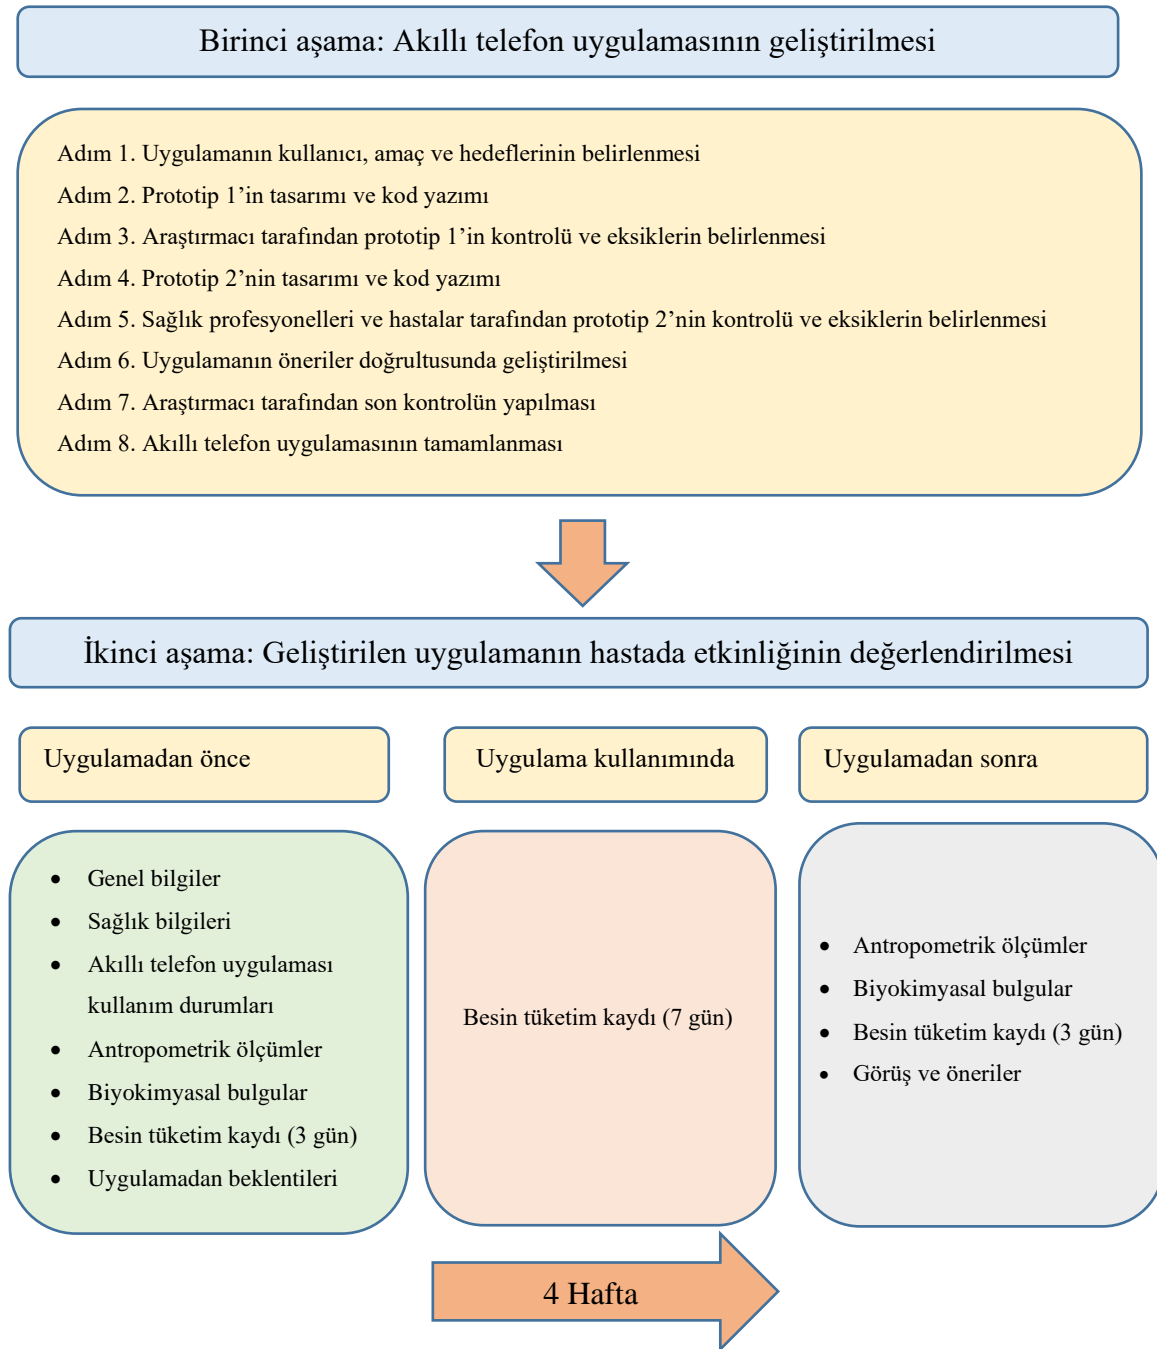 Birinci aşama: Akıllı telefon uygulamasının geliştirilmesi
Adım 1. Uygulamanın kullanıcı, amaç ve hedeflerinin belirlenmesi
Adım 2. Prototip 1’in tasarımı ve kod yazımı
Adım 3. Araştırmacı tarafından prototip 1’in kontrolü ve eksiklerin belirlenmesi
Adım 4. Prototip 2’nin tasarımı ve kod yazımı
Adım 5. Sağlık profesyonelleri ve hastalar tarafından prototip 2’nin kontrolü ve eksiklerin belirlenmesi
Adım 6. Uygulamanın öneriler doğrultusunda geliştirilmesi
Adım 7. Araştırmacı tarafından son kontrolün yapılması
Adım 8. Akıllı telefon uygulamasının tamamlanması
İkinci aşama: Geliştirilen uygulamanın hastada etkinliğinin değerlendirilmesi
Uygulamadan önce
• Genel bilgiler
• Sağlık bilgileri
• Akıllı telefon uygulaması
kullanım durumları
• Antropometrik ölçümler
• Biyokimyasal bulgular
• Besin tüketim kaydı (3 gün)
• Uygulamadan beklentileri
Uygulama kullanımında
Besin tüketim kaydı (7 gün)
Uygulamadan sonra
• Antropometrik ölçümler
• Biyokimyasal bulgular
• Besin tüketim kaydı (3 gün)
• Görüş ve öneriler
4 Hafta